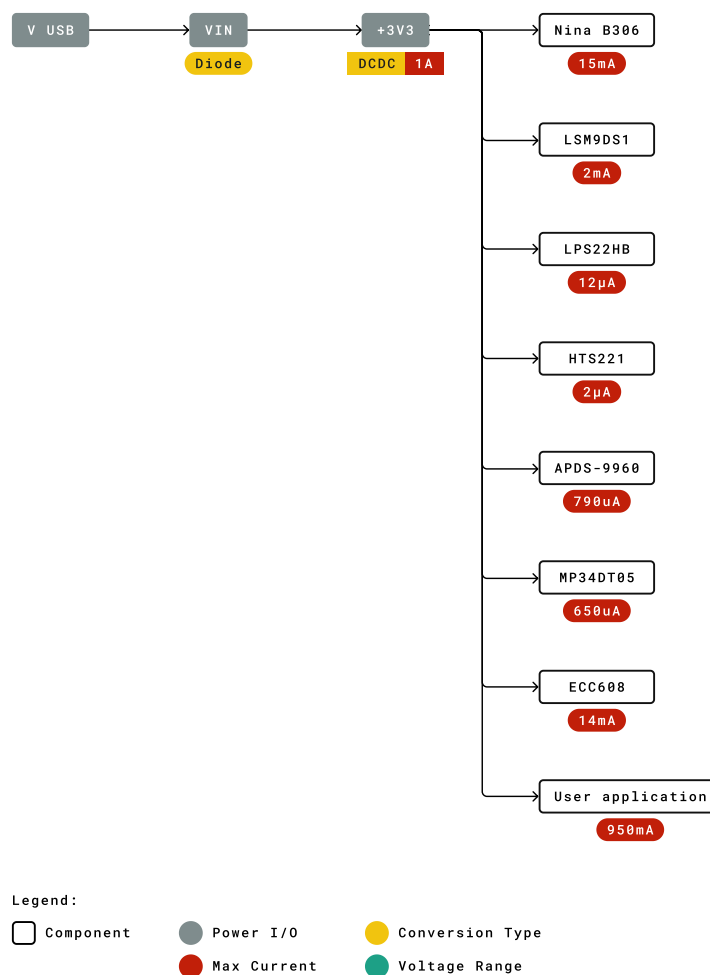 V USB
VIN
+3V3
Nina B306
Diode
DCDC 1A
15mA
LSM9DS1
2mA
LPS22HB
12µA
HTS221
2µA
APDS-9960
790uA
MP34DT05
650uA
ECC608
14mA
User application
950mA
Legend:
Component
Power I/O
Conversion Type
Max Current
Voltage Range